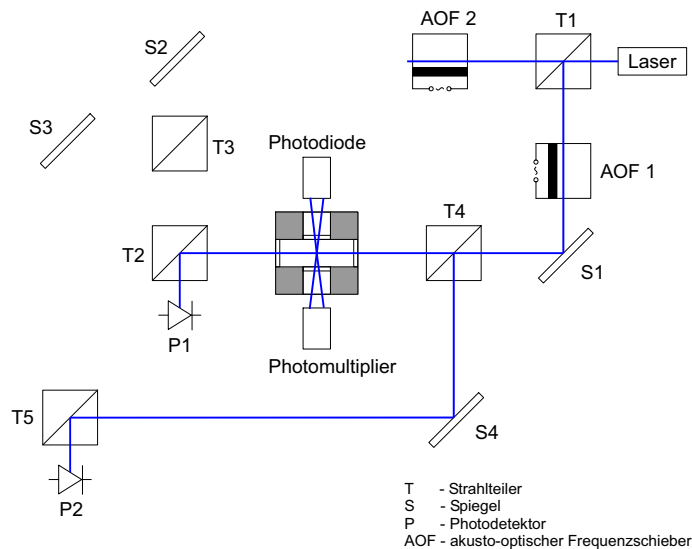 AOF 2
T1
Laser
S2
S3
T3
Photodiode
AOF 1
T4
T2
S1
P1
Photomultiplier
T5
S4
P2
T - Strahlteiler
S - Spiegel
P - Photodetektor
AOF - akusto-optischer Frequenzschieber